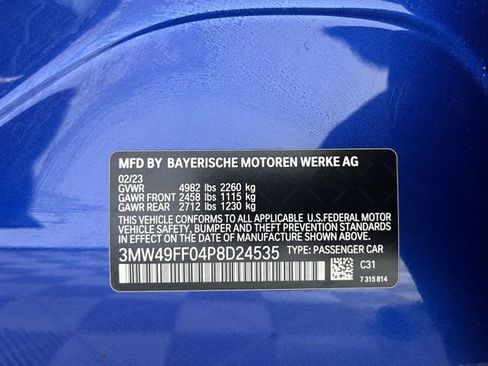 MFD BY BAYERISCHE MOTOREN WERKE AG
02/23
GVWR 4982 lbs 2260 kg
GAWR FRONT 2458 lbs 1115 kg
GAWR REAR 2712 lbs 1230 kg
THIS VEHICLE CONFORMS TO ALL APPLICABLE U.S.FEDERAL MOTOR
VEHICLE SAFETY, BUMPER AND THEFT PREVENTION STANDARDS IN
EFFECT ON THE DATE OF MANUFACTURE SHOWN ABOVE.
3MW49FF04P8D24535 TYPE: PASSENGER CAR
C31
7 315 814